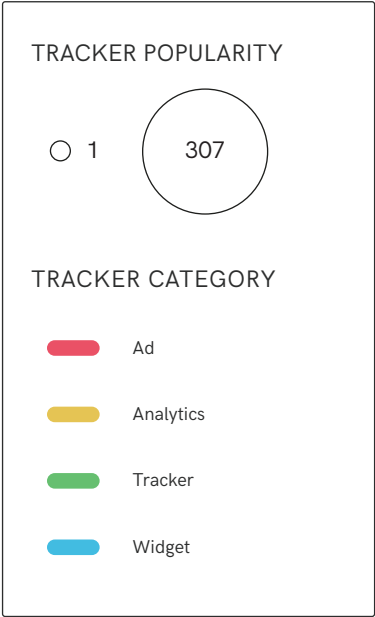 TRACKER POPULARITY
1 307
TRACKER CATEGORY
Ad
Analytics
Tracker
Widget